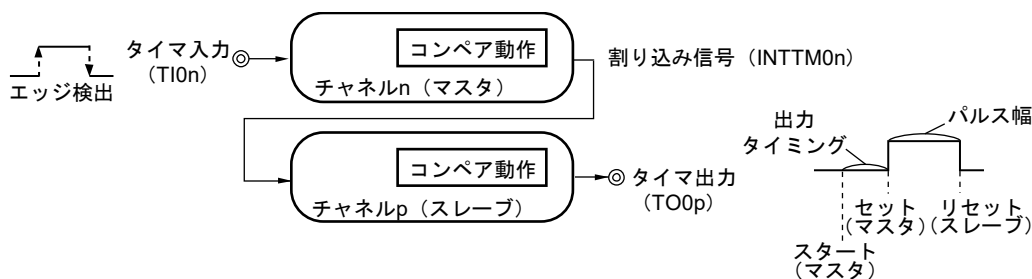 エッジ検出
タイマ入力
(TI0n)
コンペア動作
チャネルn（マスタ）
割り込み信号（INTTM0n）
コンペア動作
チャネルp（スレーブ）
タイマ出力
(TO0p)
出力
タイミング
パルス幅
セット
(マスタ)
リセット
(スレーブ)
スタート
(マスタ)